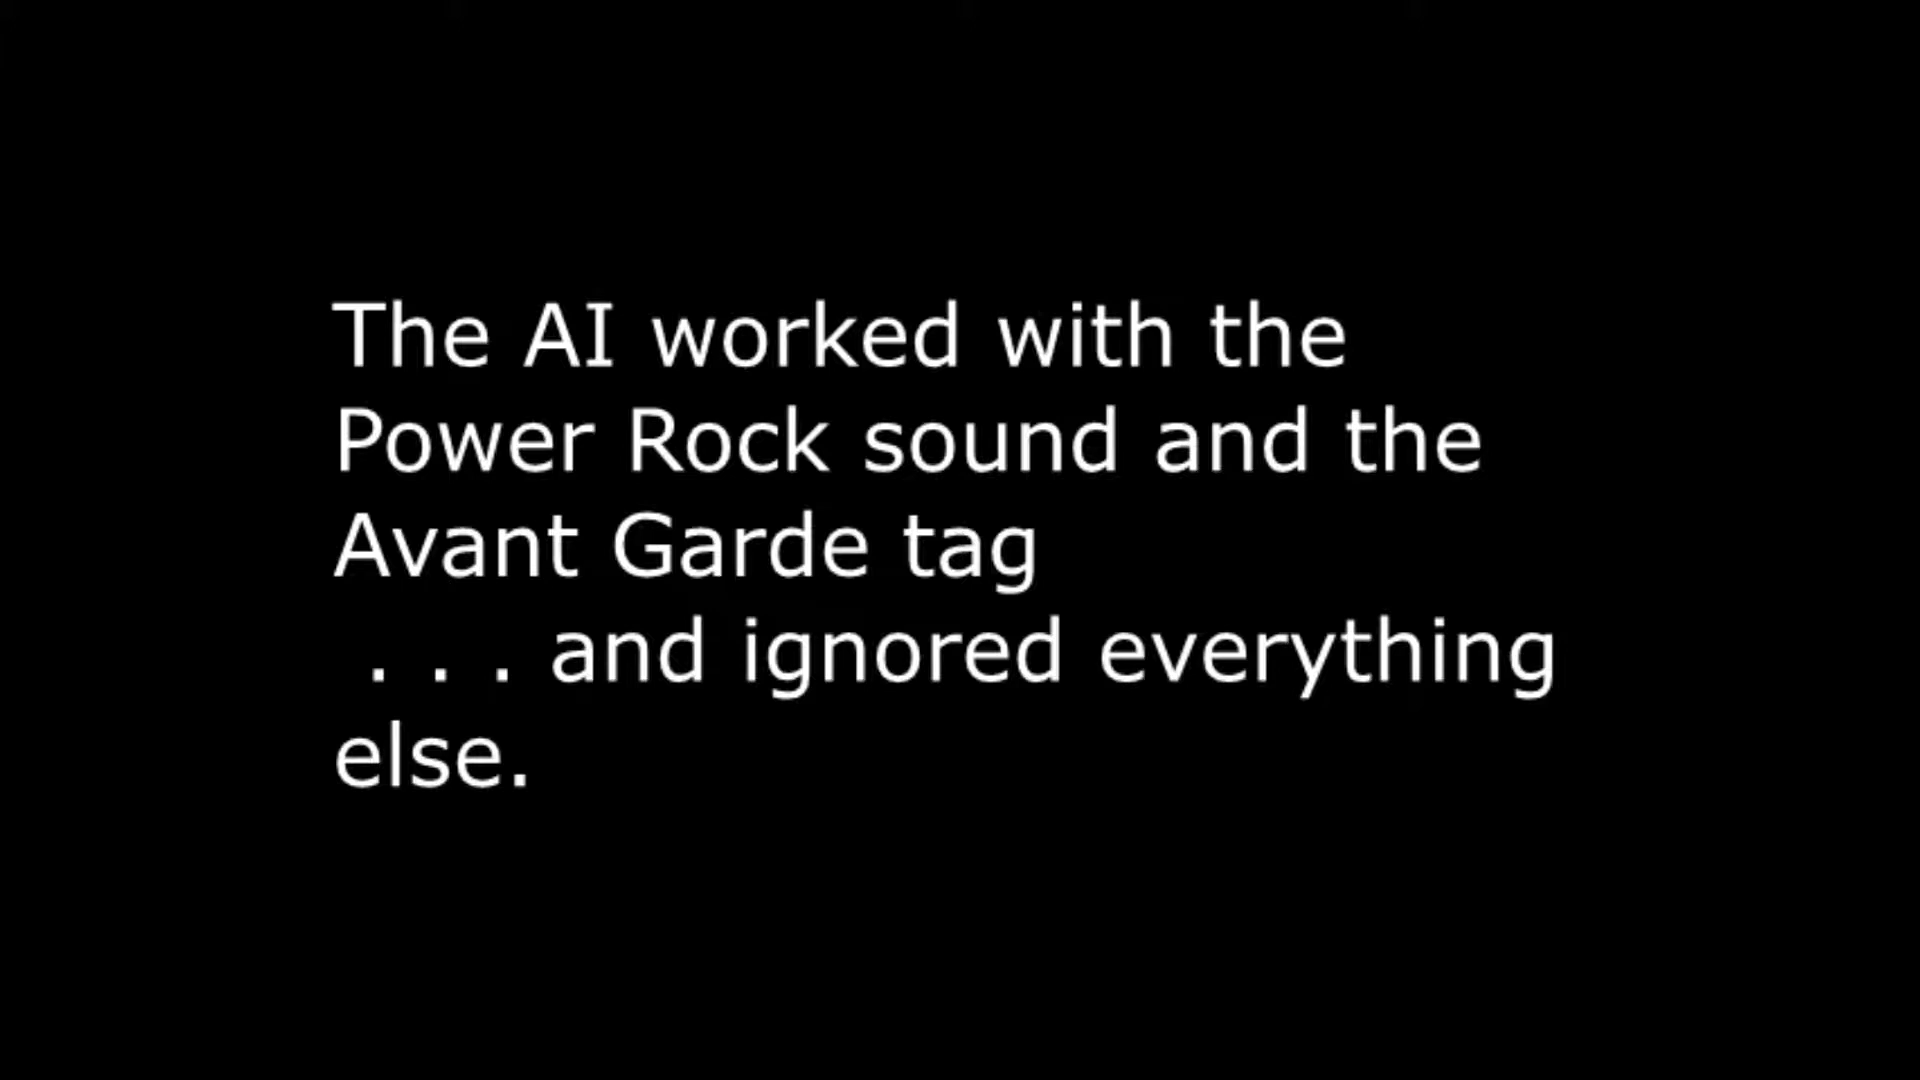 The AI worked with the
Power Rock sound and the
Avant Garde tag
. . . and ignored everything
else.